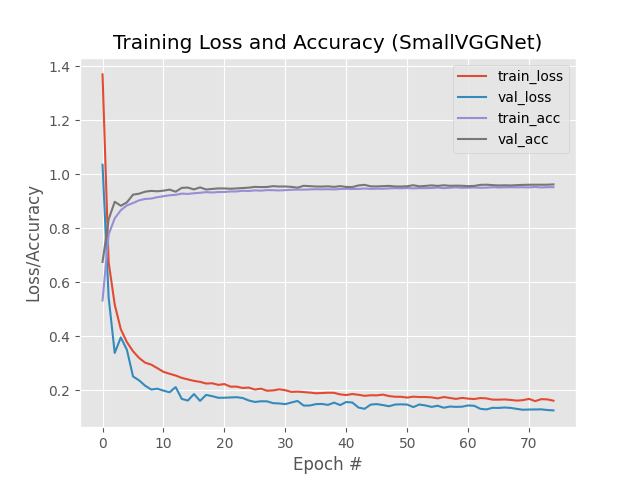 Training Loss and Accuracy (SmallVGGNet)
train_loss
val_loss
train_acc
val_acc
Loss/Accuracy
1.4
1.2
1.0
0.8
0.6
0.4
0.2
0 10 20 30 40 50 60 70
Epoch #